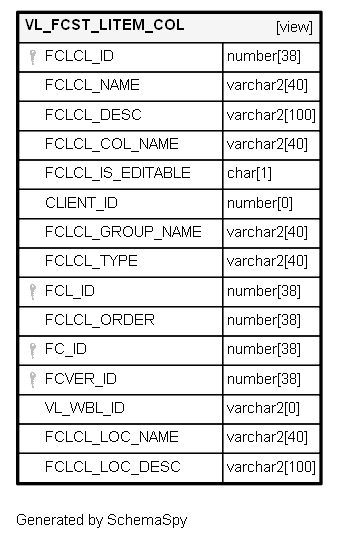 VL_FCST_LITEM_COL [view]
FCLCL_ID number[38]
FCLCL_NAME varchar2[40]
FCLCL_DESC varchar2[100]
FCLCL_COL_NAME varchar2[40]
FCLCL_IS_EDITABLE char[1]
CLIENT_ID number[0]
FCLCL_GROUP_NAME varchar2[40]
FCLCL_TYPE varchar2[40]
FCL_ID number[38]
FCLCL_ORDER number[38]
FC_ID number[38]
FCVER_ID number[38]
VL_WBL_ID varchar2[0]
FCLCL_LOC_NAME varchar2[40]
FCLCL_LOC_DESC varchar2[100]
Generated by SchemaSpy